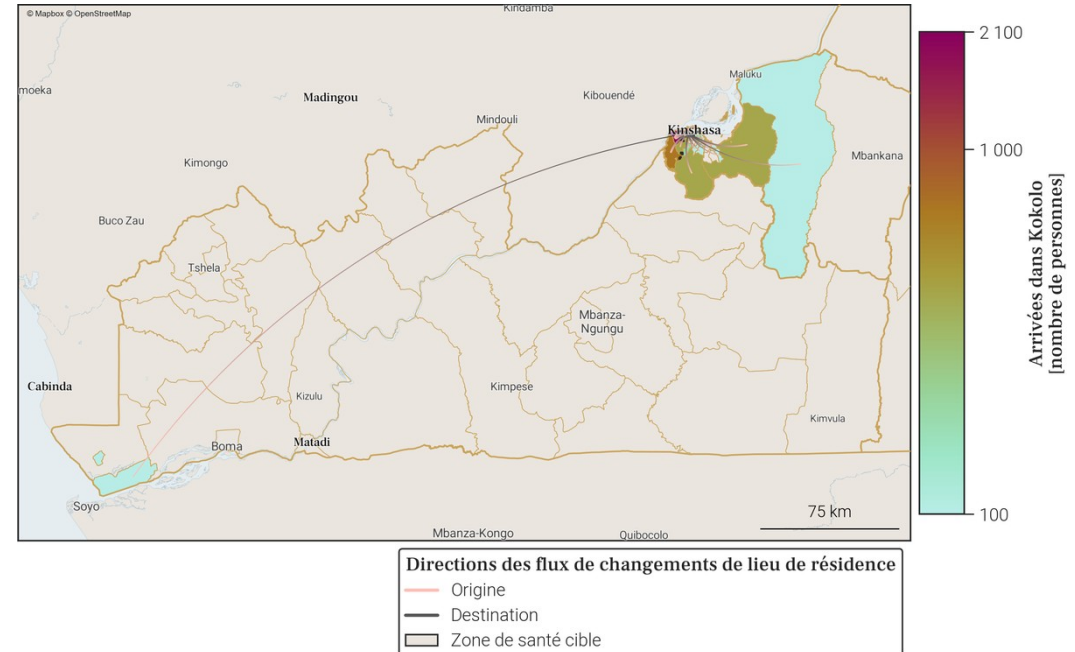 © Mapbox © OpenStreetMap
Kindamba
2 100
moeka
Maluku
Madingou
Kibouendé
Mindouli
Kinshasa
1 000
Kimongo
Mbankana
Buco Zau
Tshela
Arrivées dans Kokolo
[nombre de personnes]
Mbanza-
Ngungu
Cabinda
Kimpese
Kizulu
Kimvula
Boma
Matadi
Soyo
75 km
100
Mbanza-Kongo
Quibocolo
Directions des flux de changements de lieu de résidence
Origine
Destination
Zone de santé cible